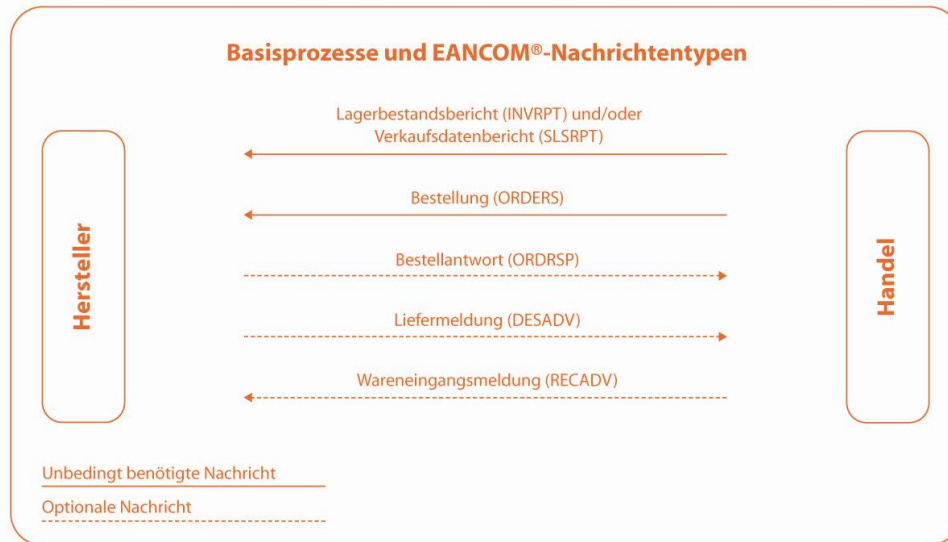 Basisprozesse und EANCOM®-Nachrichtentypen
Lagerbestandsbericht (INVRPT) und/oder
Verkaufsdatenbericht (SLSRPT)
Bestellung (ORDERS)
Bestellantwort (ORDRSP)
Liefermeldung (DESADV)
Wareneingangsmeldung (RECADV)
Hersteller
Handel
Unbedingt benötigte Nachricht
Optionale Nachricht